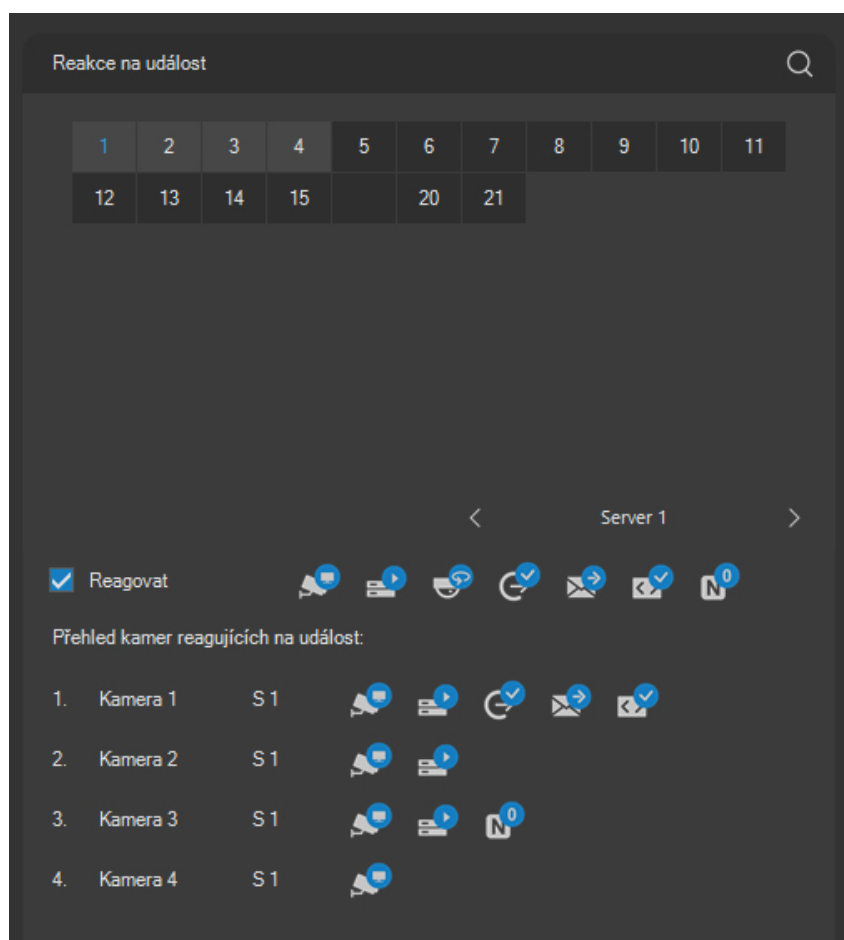 Reakce na událost
1 2 3 4 5 6 7 8 9 10 11
12 13 14 15 20 21
Server 1
Reagovat N 0
Přehled kamer reagujících na událost:
1. Kamera 1 S 1
2. Kamera 2 S 1
3. Kamera 3 S 1 N 0
4. Kamera 4 S 1